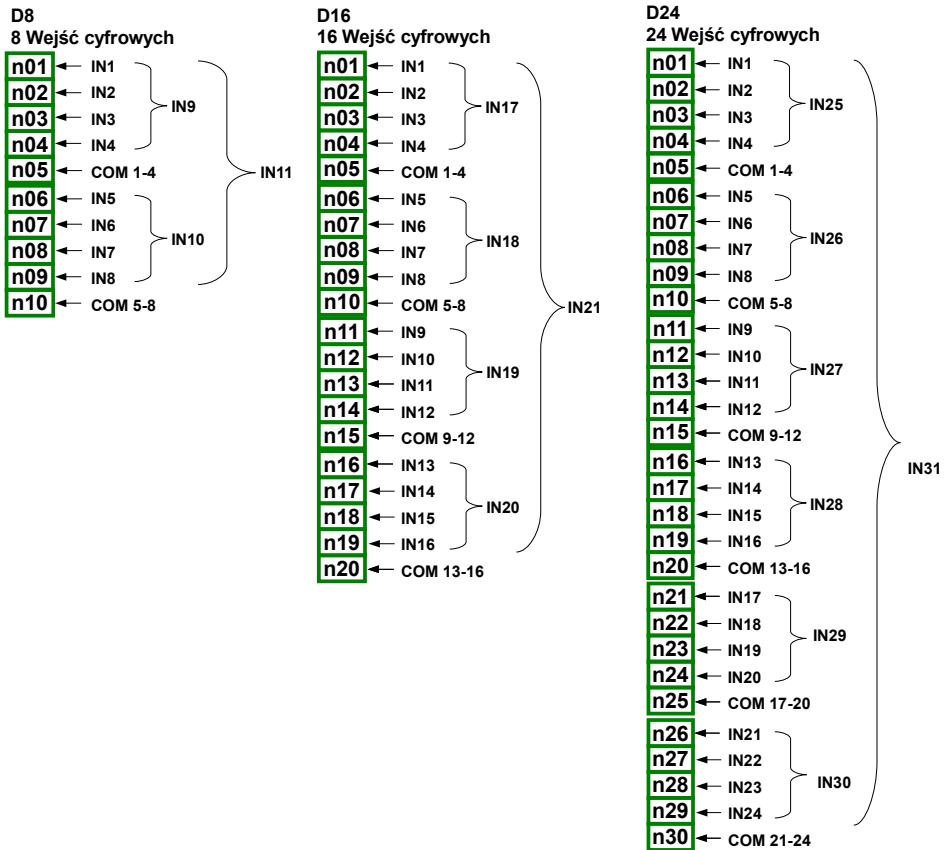 D8
8 Wejść cyfrowych
n01 IN1
n02 IN2
n03 IN3
n04 IN4
n05 COM 1-4
n06 IN5
n07 IN6
n08 IN7
n09 IN8
n10 COM 5-8
IN9
IN10
IN11
D16
16 Wejść cyfrowych
n01 IN1
n02 IN2
n03 IN3
n04 IN4
n05 COM 1-4
n06 IN5
n07 IN6
n08 IN7
n09 IN8
n10 COM 5-8
n11 IN9
n12 IN10
n13 IN11
n14 IN12
n15 COM 9-12
n16 IN13
n17 IN14
n18 IN15
n19 IN16
n20 COM 13-16
IN17
IN18
IN19
IN20
IN21
D24
24 Wejść cyfrowych
n01 IN1
n02 IN2
n03 IN3
n04 IN4
n05 COM 1-4
n06 IN5
n07 IN6
n08 IN7
n09 IN8
n10 COM 5-8
n11 IN9
n12 IN10
n13 IN11
n14 IN12
n15 COM 9-12
n16 IN13
n17 IN14
n18 IN15
n19 IN16
n20 COM 13-16
n21 IN17
n22 IN18
n23 IN19
n24 IN20
n25 COM 17-20
n26 IN21
n27 IN22
n28 IN23
n29 IN24
n30 COM 21-24
IN25
IN26
IN27
IN28
IN29
IN30
IN31